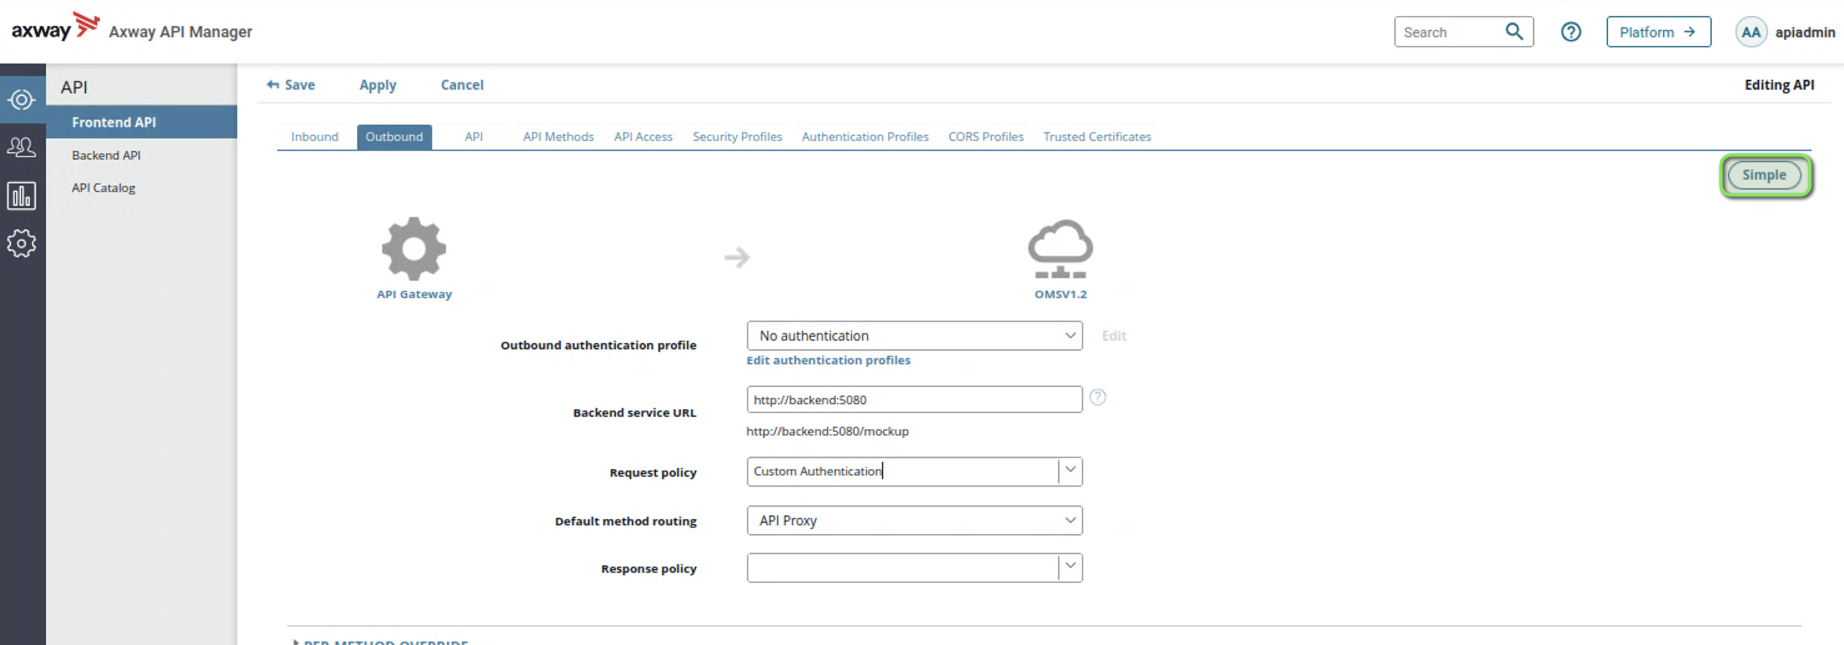 axway Axway API Manager
Search
Platform →
AA apiadmin
API
Frontend API
Backend API
API Catalog
Save Apply Cancel
Editing API
Inbound Outbound API API Methods API Access Security Profiles Authentication Profiles CORS Profiles Trusted Certificates
Simple
API Gateway
OMSV1.2
Outbound authentication profile
No authentication
Edit
Edit authentication profiles
Backend service URL
http://backend:5080
?
http://backend:5080/mockup
Request policy
Custom Authentication
Default method routing
API Proxy
Response policy
PER-METHOD OVERRIDE